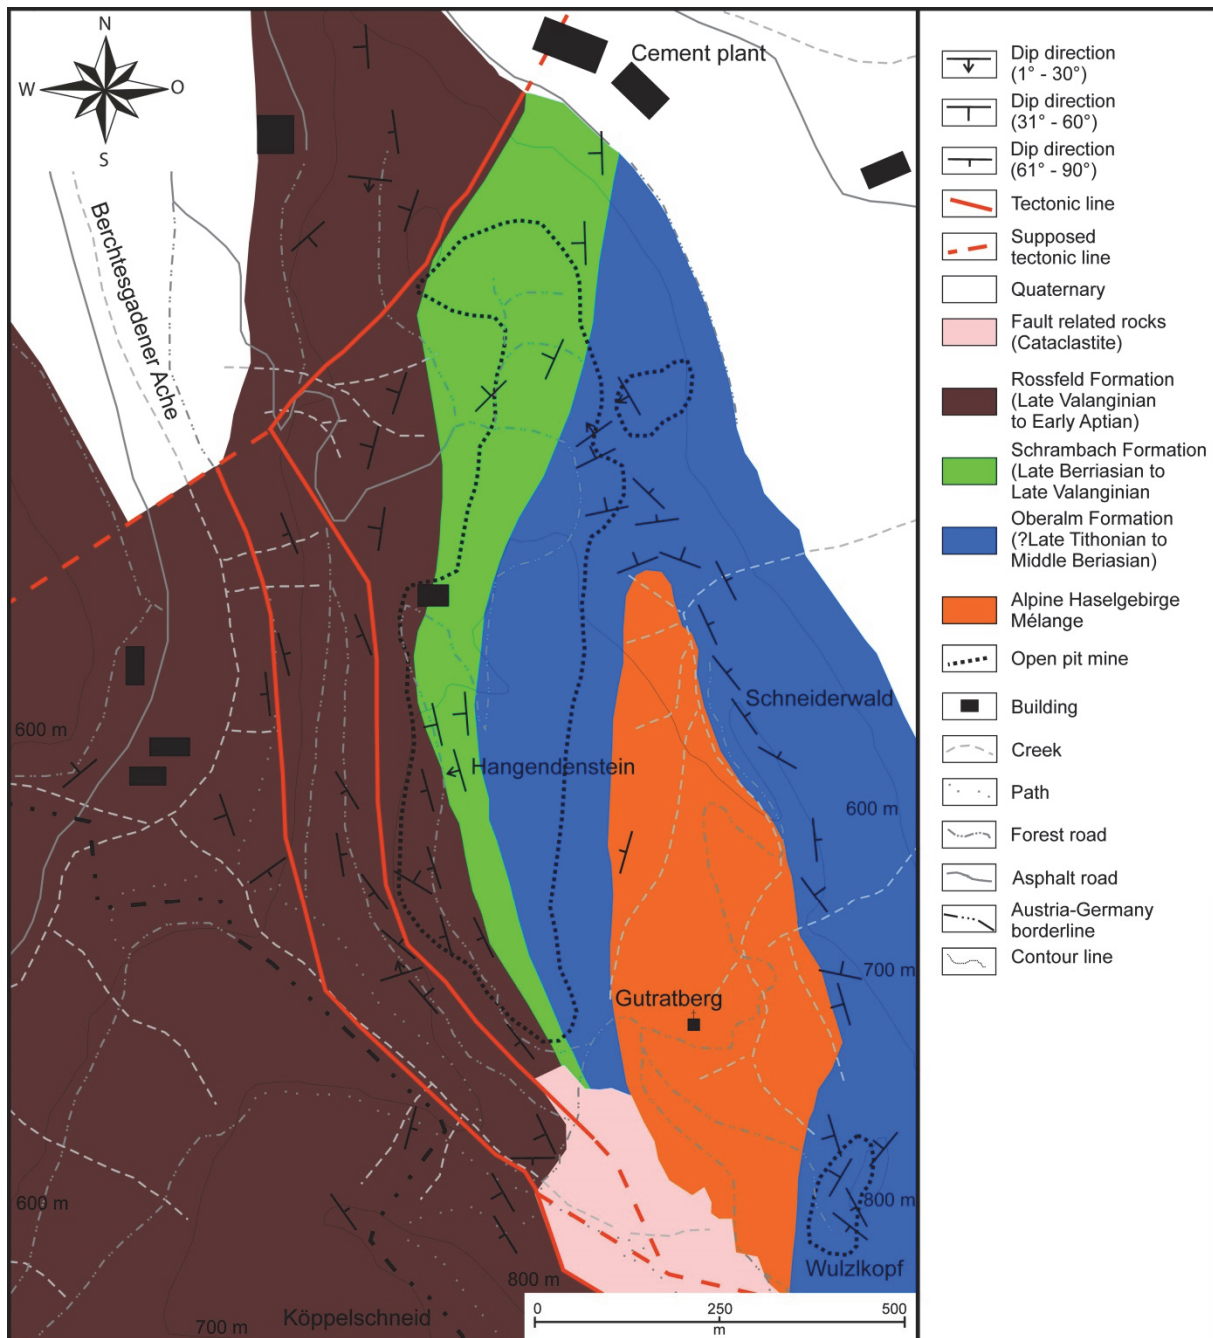 N
W
O
S
Cement plant
Berchtesgadener Ache
Schneiderwald
600 m
Hangendenstein
600 m
700 m
Gutratberg
600 m
800 m
Wulzlkopf
800 m
Köppelschneid
700 m
0
250
500
m
Dip direction
(1° - 30°)
Dip direction
(31° - 60°)
Dip direction
(61° - 90°)
Tectonic line
Supposed
tectonic line
Quaternary
Fault related rocks
(Cataclastite)
Rossfeld Formation
(Late Valanginian
to Early Aptian)
Schrambach Formation
(Late Berriasian to
Late Valanginian
Oberalm Formation
(?Late Tithonian to
Middle Beriasian)
Alpine Haselgebirge
Mélange
Open pit mine
Building
Creek
Path
Forest road
Asphalt road
Austria-Germany
borderline
Contour line